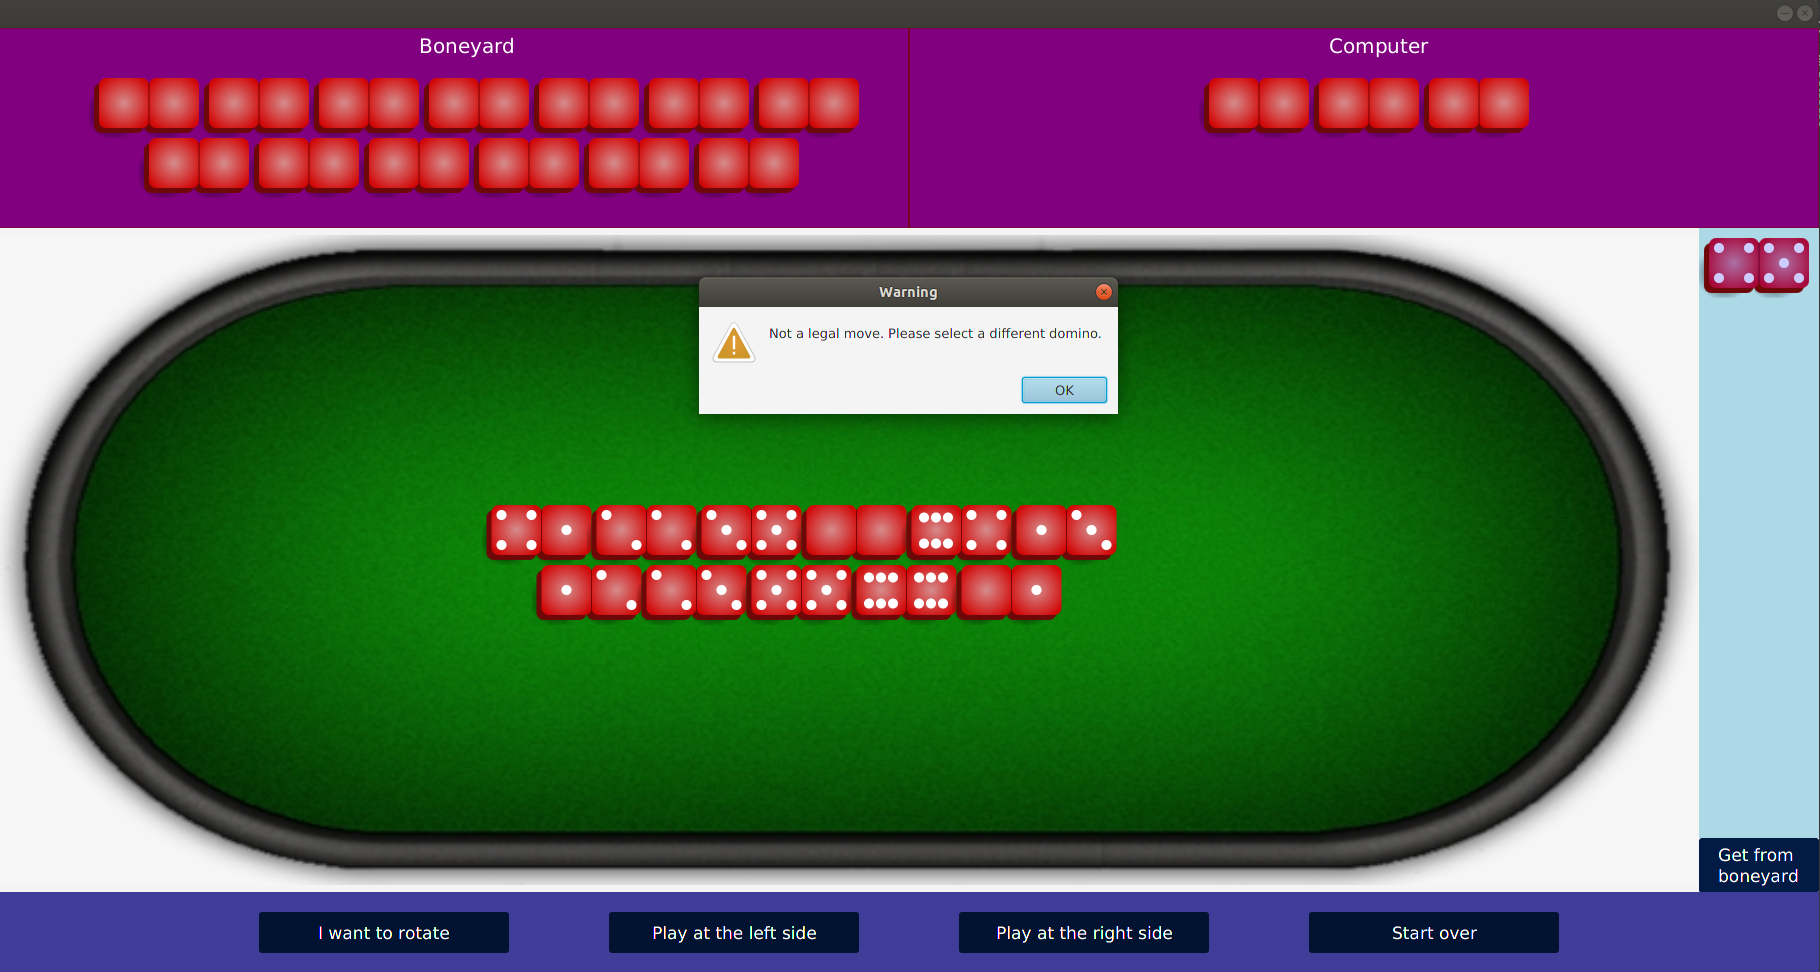 Boneyard
Computer
Warning
Not a legal move. Please select a different domino.
OK
Get from
boneyard
I want to rotate
Play at the left side
Play at the right side
Start over